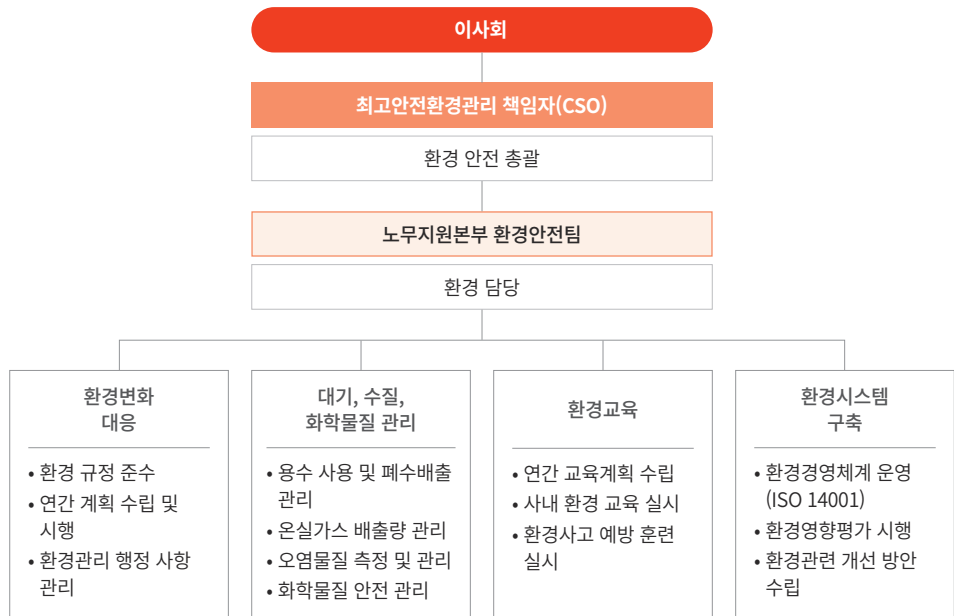 이사회
최고안전환경관리 책임자(CSO)
환경 안전 총괄
노무지원본부 환경안전팀
환경 담당
환경변화
대응
• 환경 규정 준수
• 연간 계획 수립 및
시행
• 환경관리 행정 사항
관리
대기, 수질,
화학물질 관리
• 용수 사용 및 폐수배출
관리
• 온실가스 배출량 관리
• 오염물질 측정 및 관리
• 화학물질 안전 관리
환경교육
• 연간 교육계획 수립
• 사내 환경 교육 실시
• 환경사고 예방 훈련
실시
환경시스템
구축
• 환경경영체계 운영
(ISO 14001)
• 환경영향평가 시행
• 환경관련 개선 방안
수립